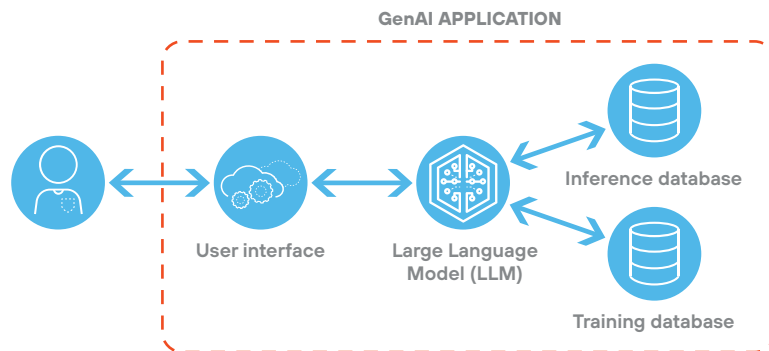 GenAI APPLICATION
Inference database
User interface
Large Language
Model (LLM)
Training database